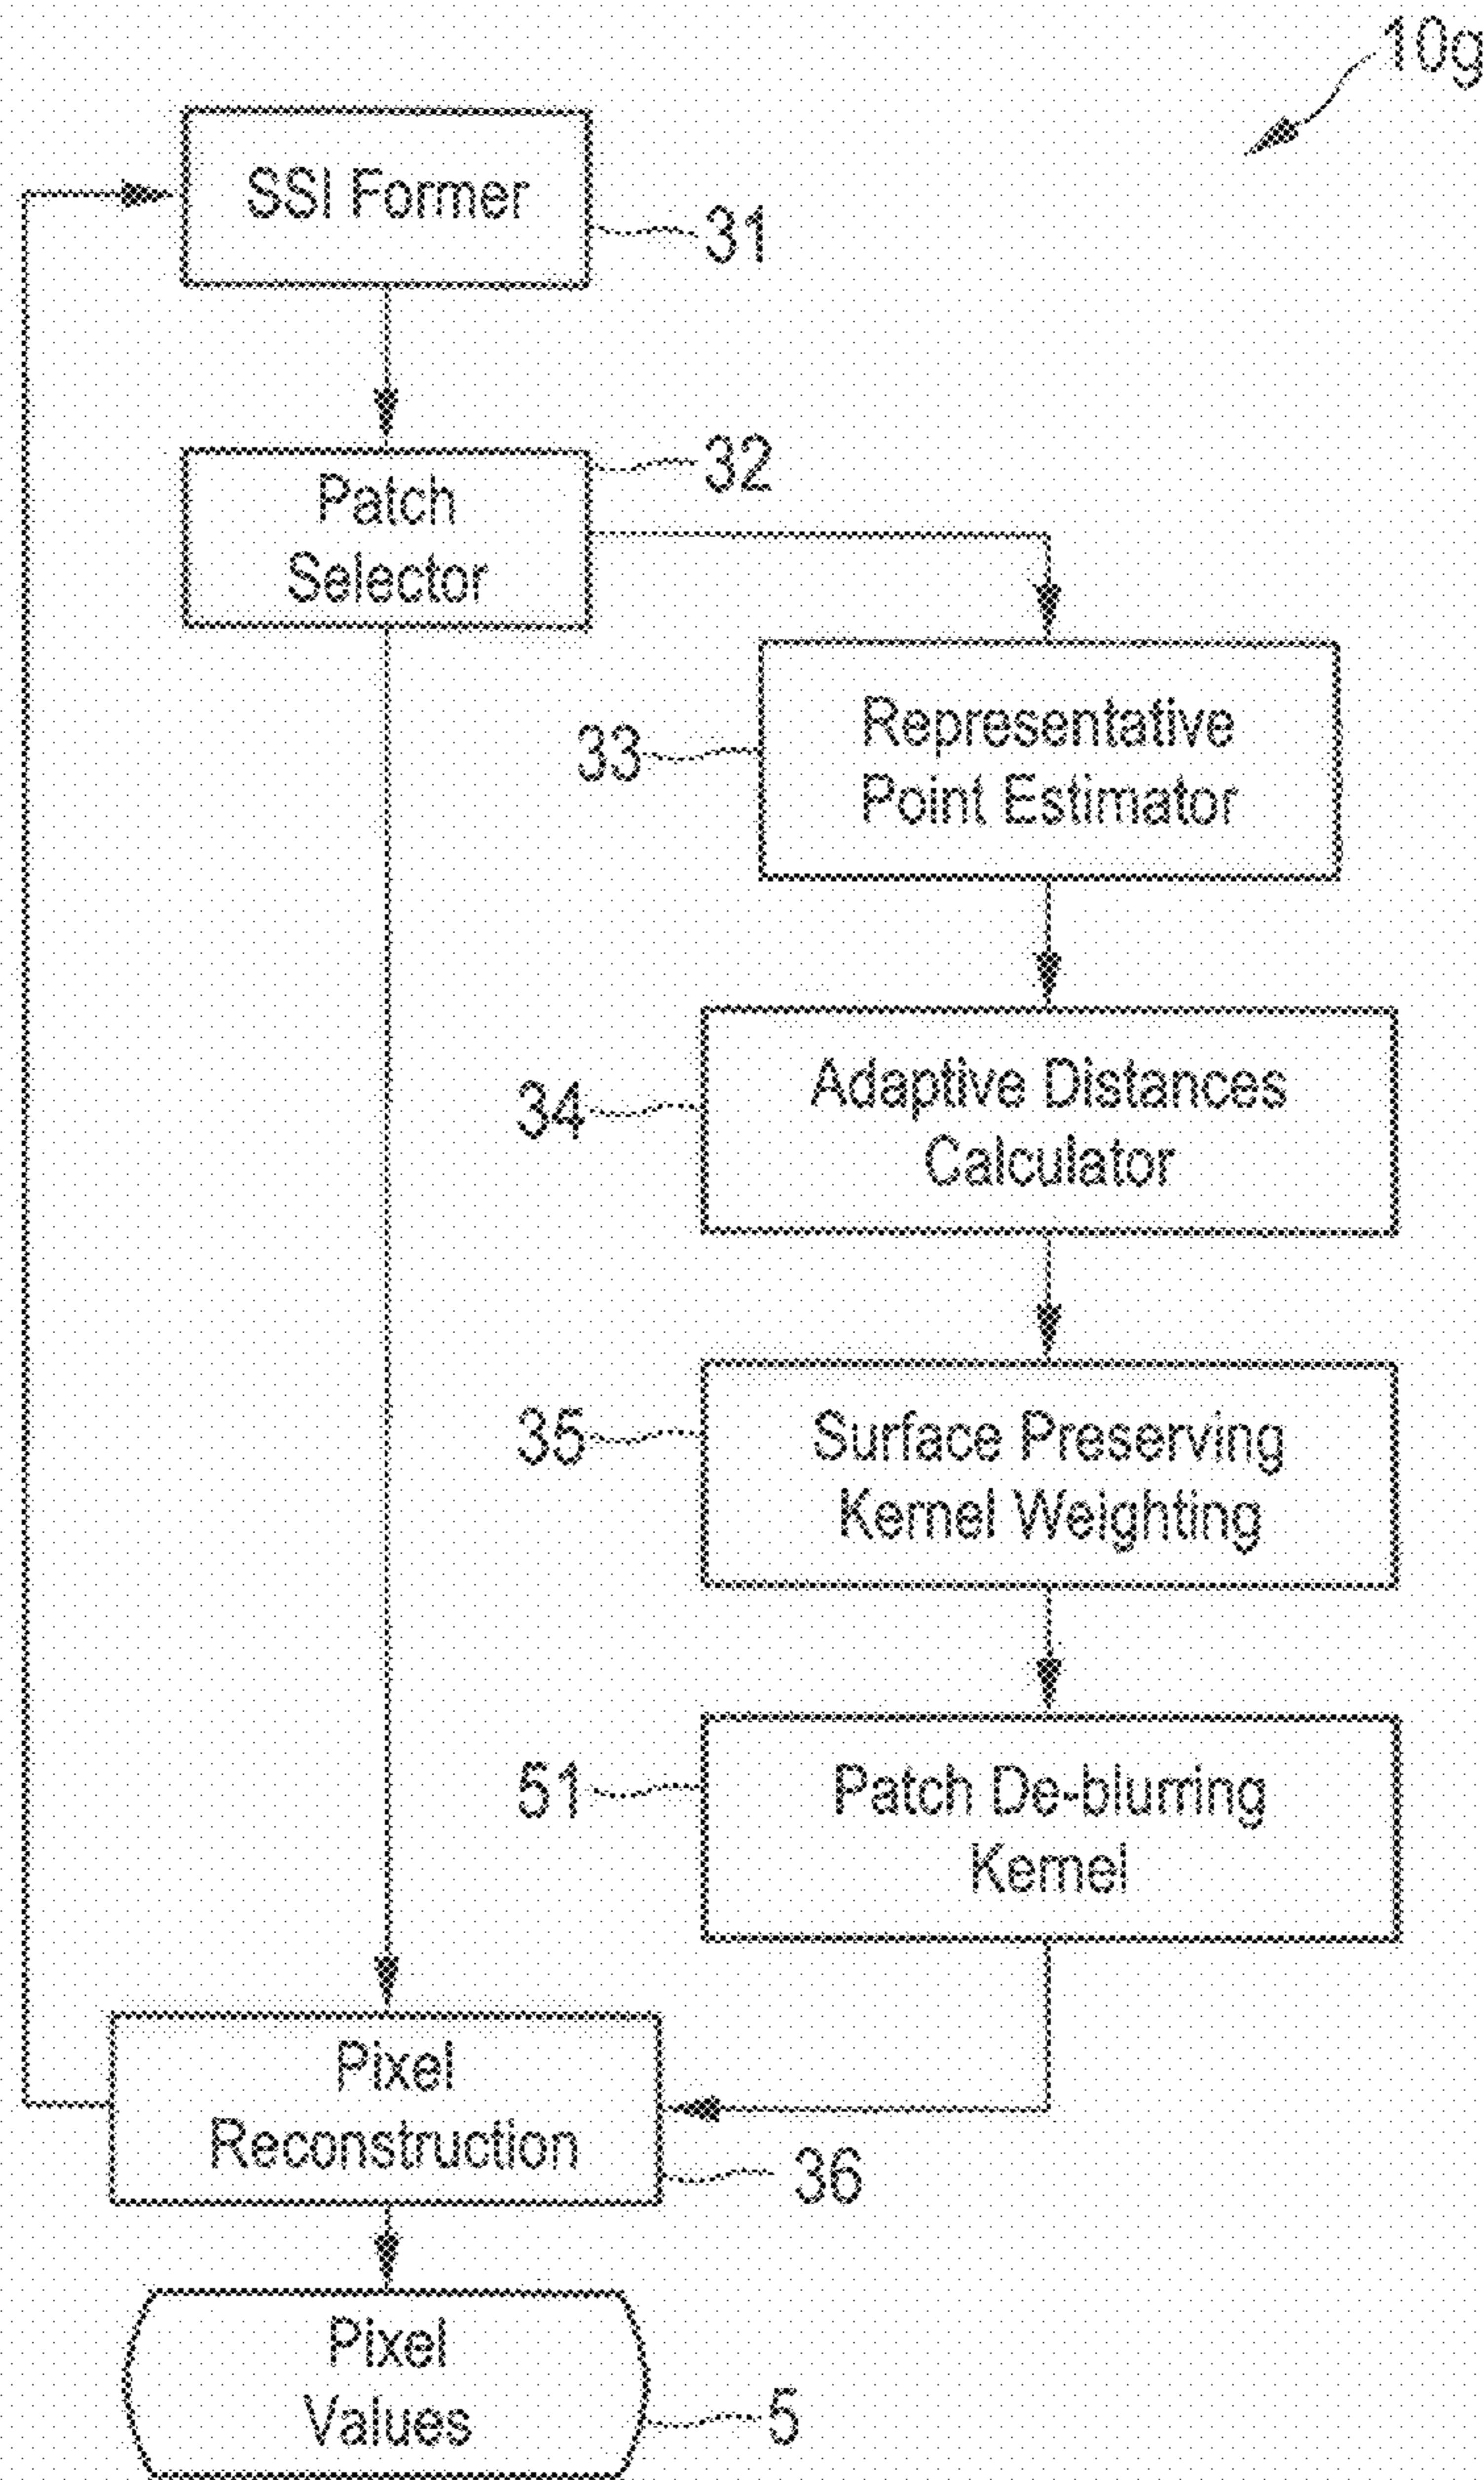 10g
SSI Former
31
Patch
Selector
32
Representative
Point Estimator
33
Adaptive Distances
Calculator
34
Surface Preserving
Kernel Weighting
35
Patch De-blurring
Kernel
51
Pixel
Reconstruction
36
Pixel
Values
5